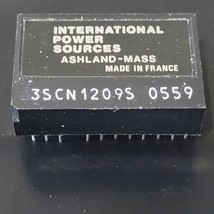 INTERNATIONAL
POWER
SOURCES
ASHLAND-MASS
MADE IN FRANCE
3SCN1209S 0559